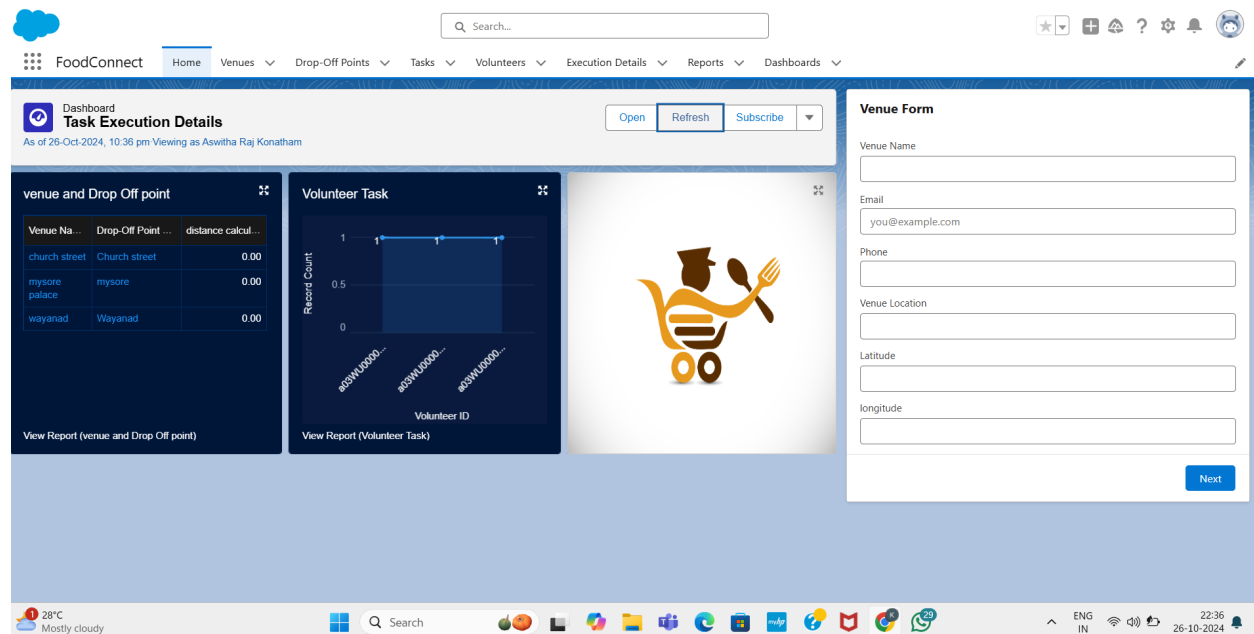 Search...
FoodConnect Home Venues Drop-Off Points Tasks Volunteers Execution Details Reports Dashboards
Dashboard
Task Execution Details
As of 26-Oct-2024, 10:36 pm·Viewing as Aswitha Raj Konatham
Open Refresh Subscribe
venue and Drop Off point
Venue Na... Drop-Off Point ... distance calcul...
church street Church street 0.00
mysore palace mysore 0.00
wayanad Wayanad 0.00
View Report (venue and Drop Off point)
Volunteer Task
Record Count
1
0.5
0
1 1 1
a03WU0000... a03WU0000... a03WU0000...
Volunteer ID
View Report (Volunteer Task)
Venue Form
Venue Name
Email
you@example.com
Phone
Venue Location
Latitude
longitude
Next
1
28°C
Mostly cloudy
Search
myhp
K
29
ENG
IN
22:36
26-10-2024